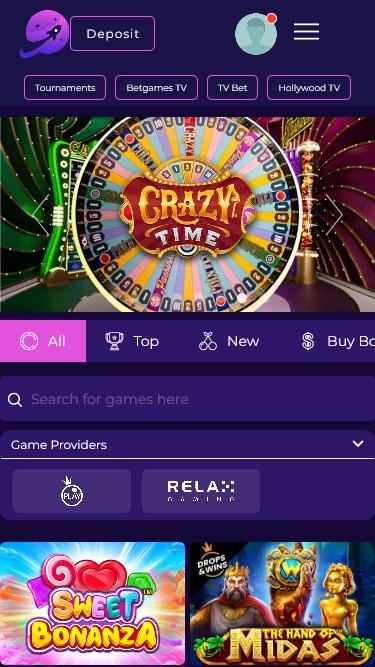 Deposit
Tournaments
Betgames TV
TV Bet
Hollywood TV
CRAZY
TIME
All
Top
New
Buy Bo
Search for games here
Game Providers
PLAY
RELAX
GAMING
DROPS
&WINS
SWEET
BONANZA
TM
THE HAND OF
MIDAS